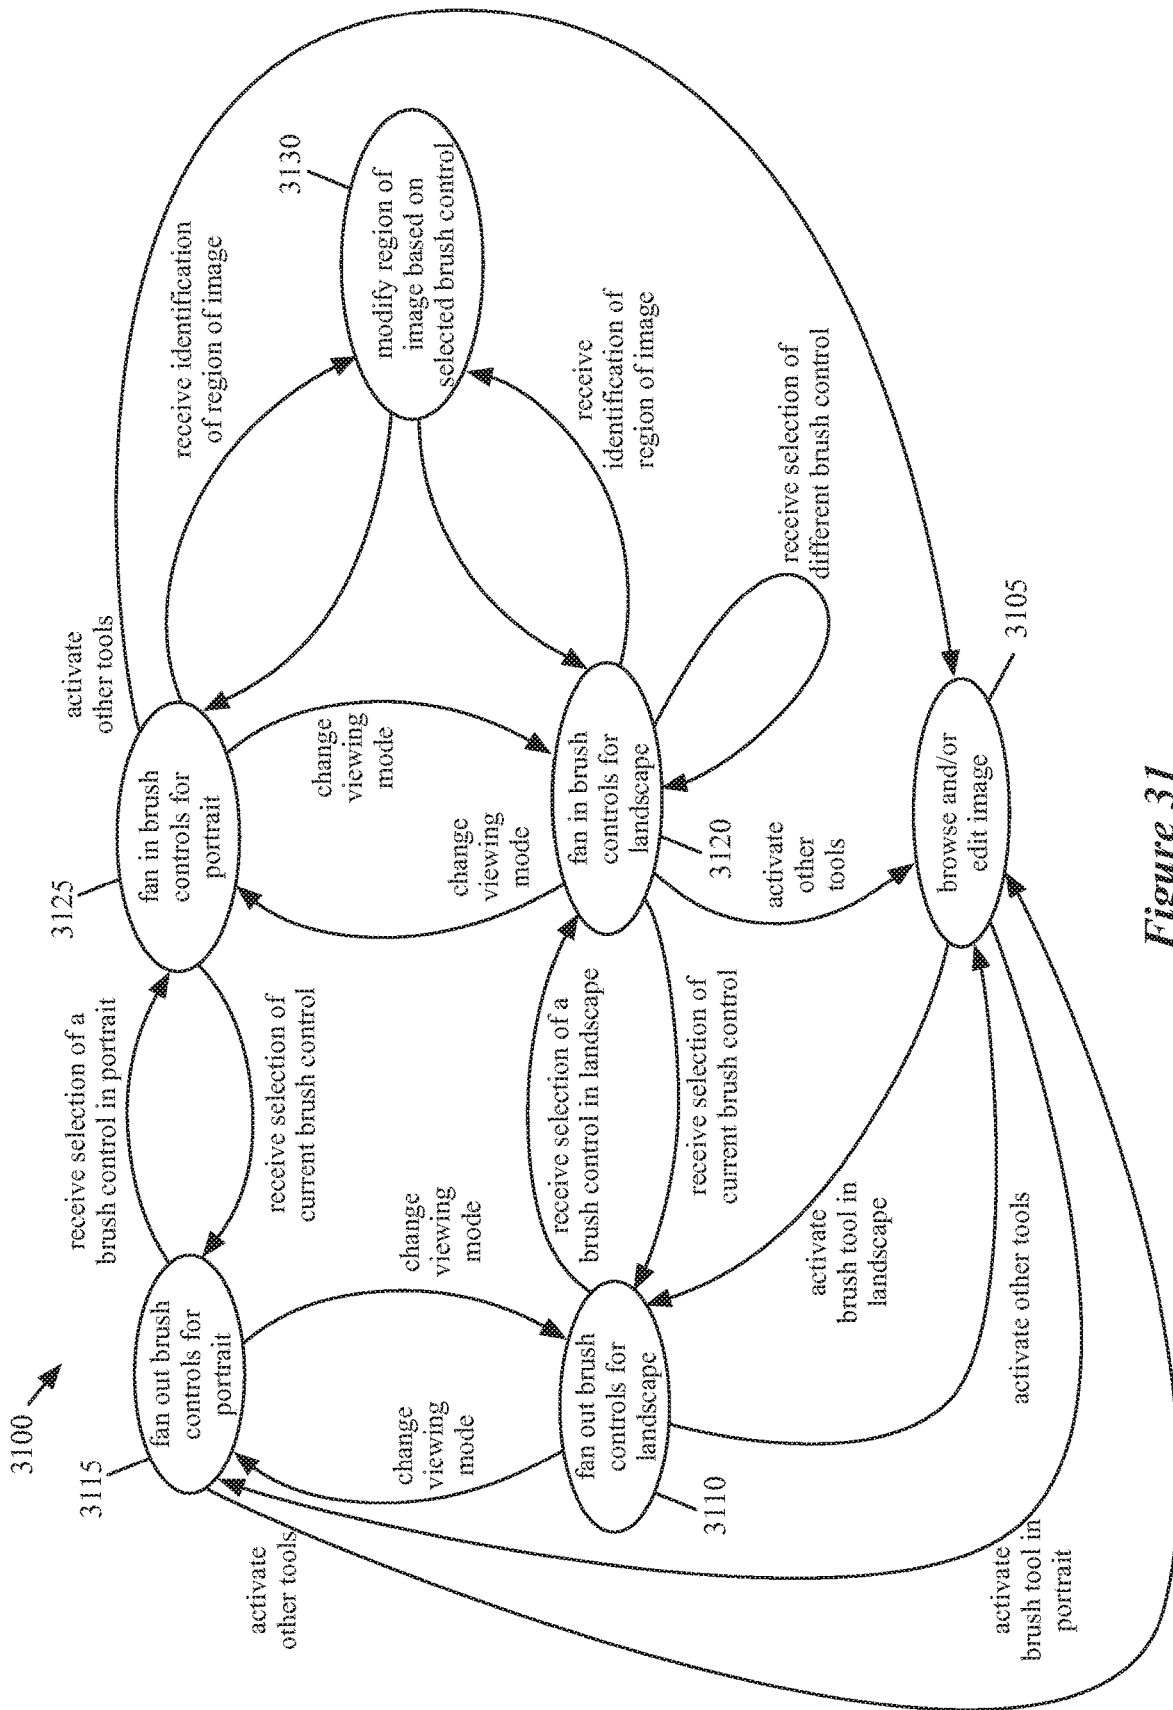 3100
3115
fan out brush
controls for
portrait
receive selection of a
brush control in portrait
3125
fan in brush
controls for
portrait
activate
other tools
receive identification
of region of image
3130
modify region of
image based on
selected brush control
activate
other tools
change
viewing
mode
change
viewing
mode
receive selection of
current brush control
change
viewing
mode
change
viewing
mode
receive
identification of
region of image
fan out brush
controls for
landscape
3110
receive selection of a
brush control in landscape
receive selection of
current brush control
fan in brush
controls for
landscape
3120
receive selection of
different brush control
activate
brush tool in
landscape
activate
other
tools
browse and/or
edit image
3105
activate other tools
activate
brush tool in
portrait
Figure 31